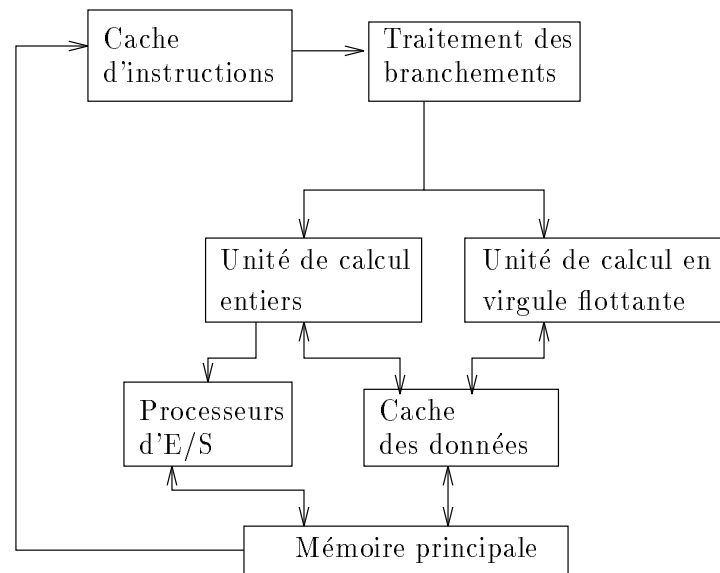 Cache
d'instructions
Traitement des
branchements
Unité de calcul
entiers
Unité de calcul en
virgule flottante
Processeurs
d'E/S
Cache
des données
Mémoire principale